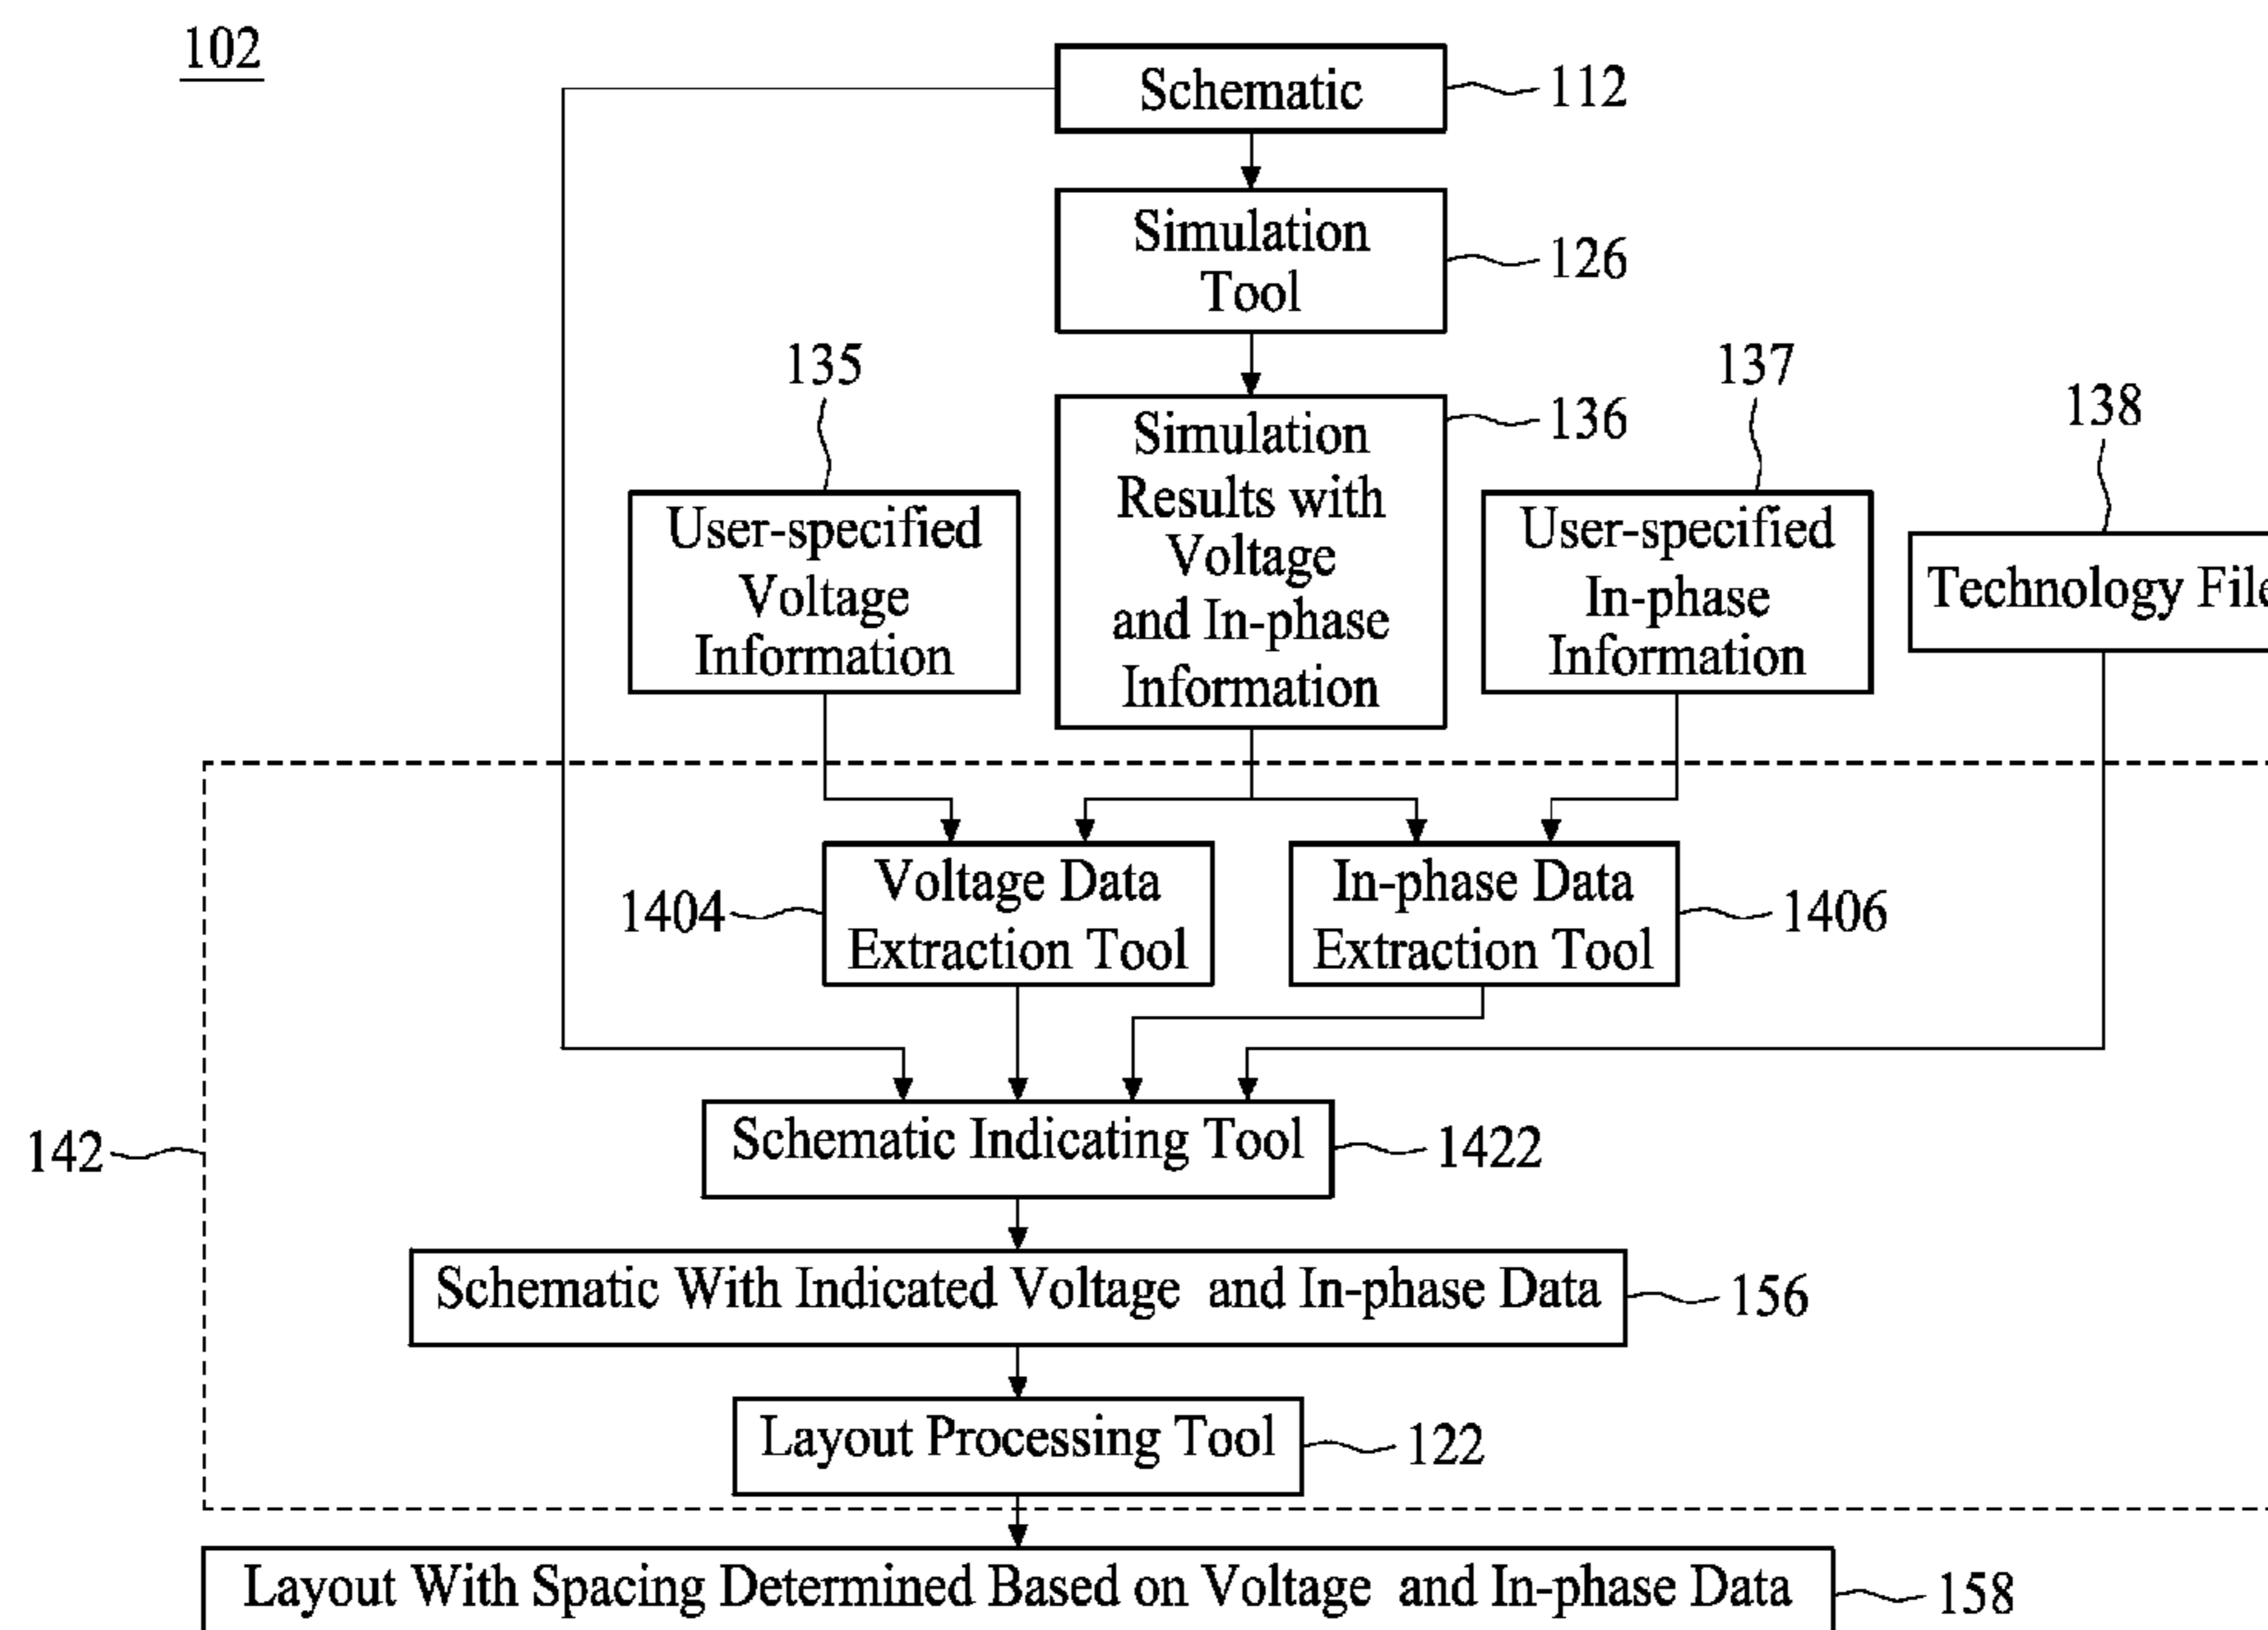 102
Schematic
112
Simulation
Tool
126
135
137
138
Simulation
Results with
Voltage
and In-phase
Information
136
User-specified
Voltage
Information
User-specified
In-phase
Information
Technology File
Voltage Data
Extraction Tool
1404
In-phase Data
Extraction Tool
1406
142
Schematic Indicating Tool
1422
Schematic With Indicated Voltage and In-phase Data
156
Layout Processing Tool
122
Layout With Spacing Determined Based on Voltage and In-phase Data
158